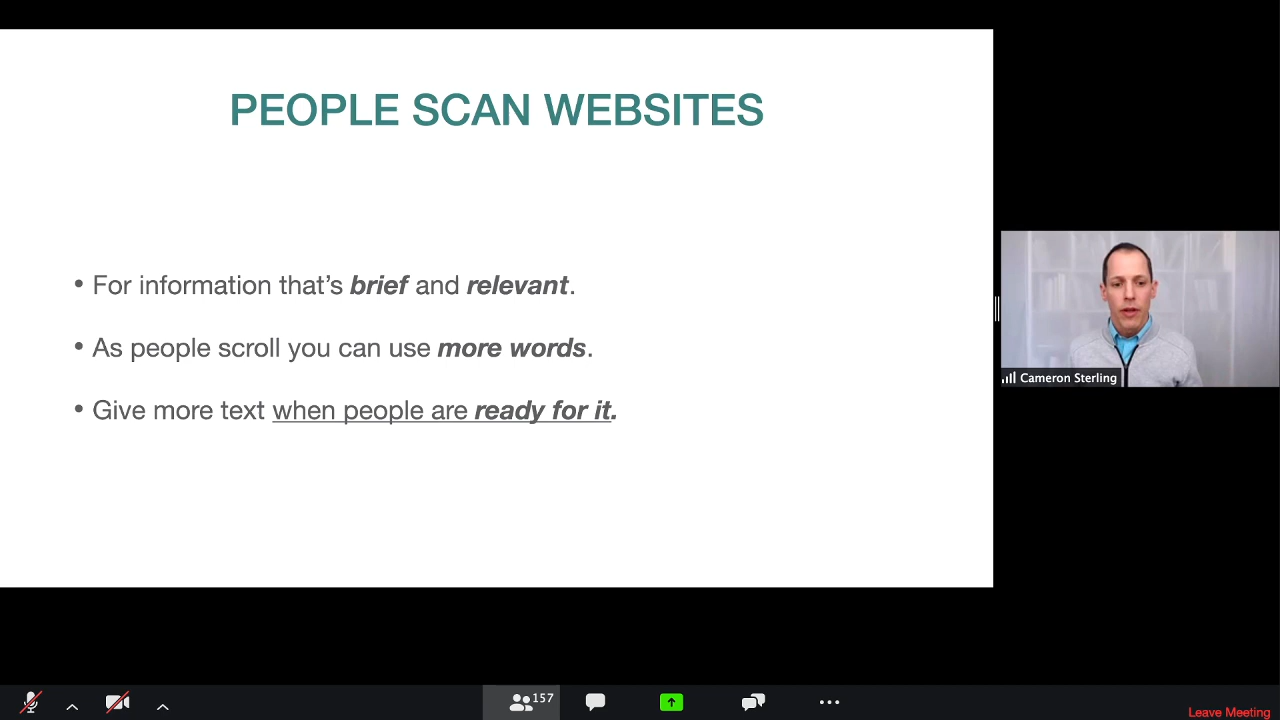 PEOPLE SCAN WEBSITES
• For information that’s brief and relevant.
• As people scroll you can use more words.
• Give more text when people are ready for it.
Cameron Sterling
157
Leave Meeting